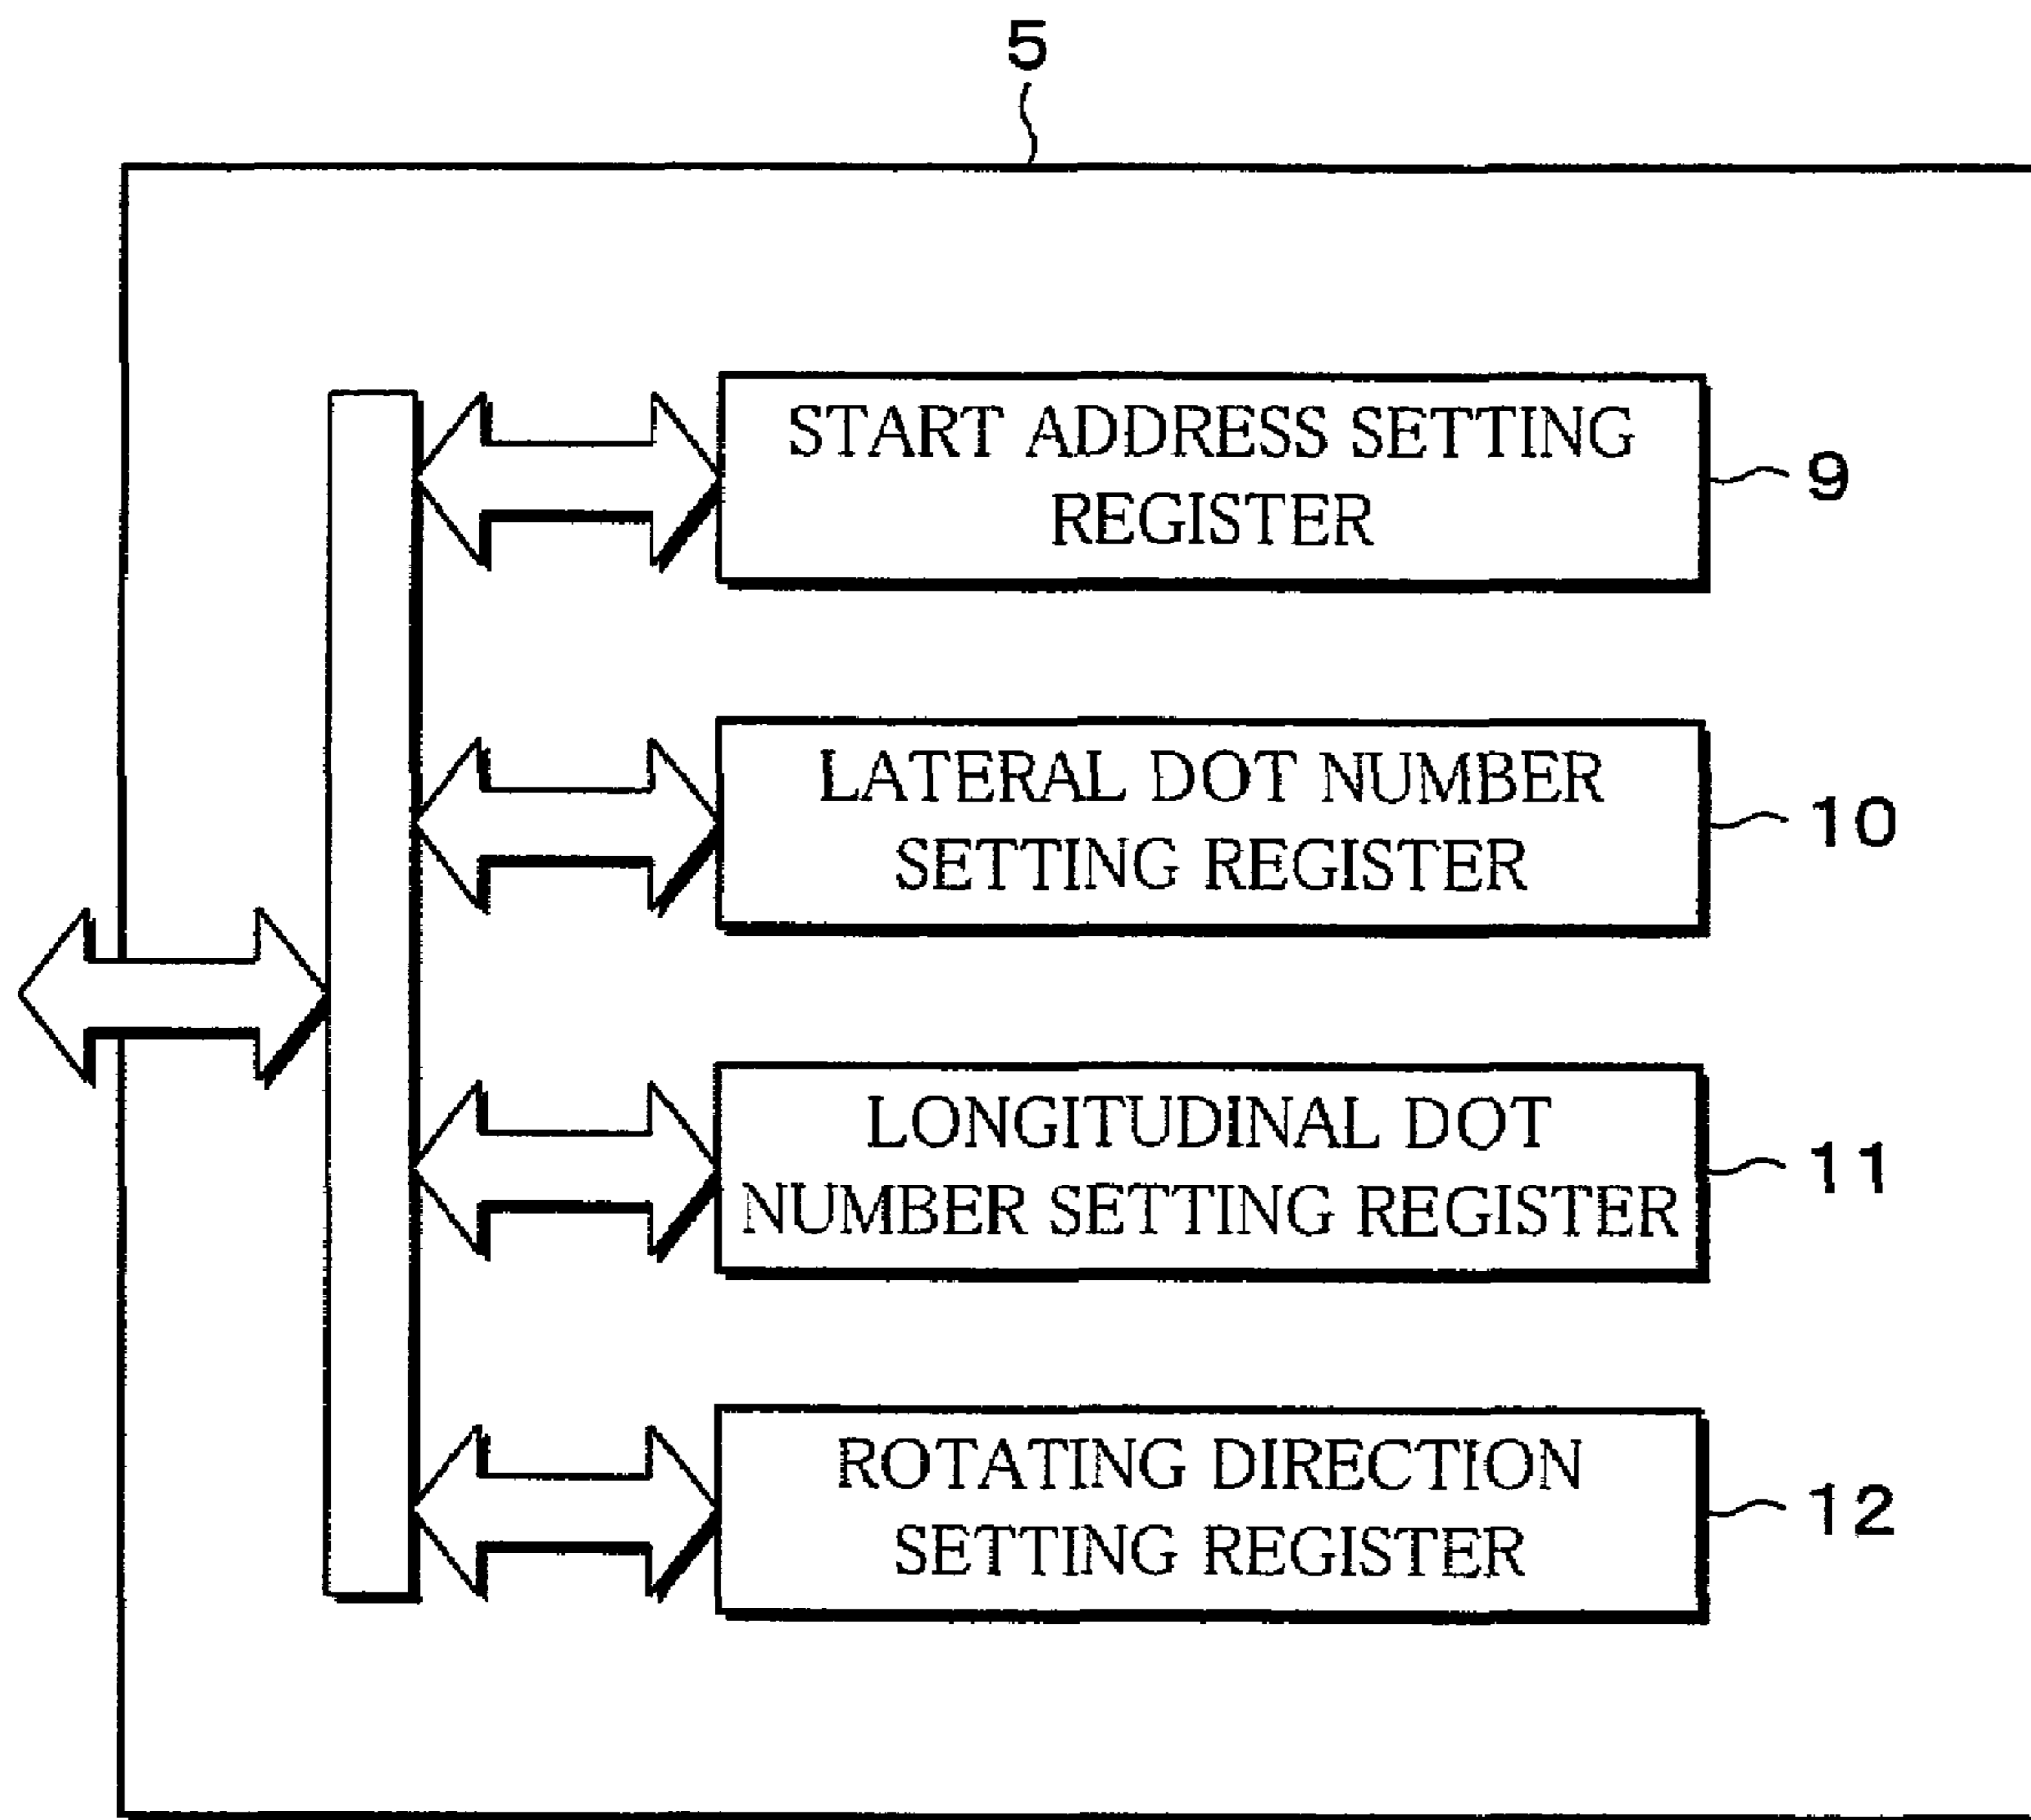 5
START ADDRESS SETTING
REGISTER
9
LATERAL DOT NUMBER
SETTING REGISTER
10
LONGITUDINAL DOT
NUMBER SETTING REGISTER
11
ROTATING DIRECTION
SETTING REGISTER
12